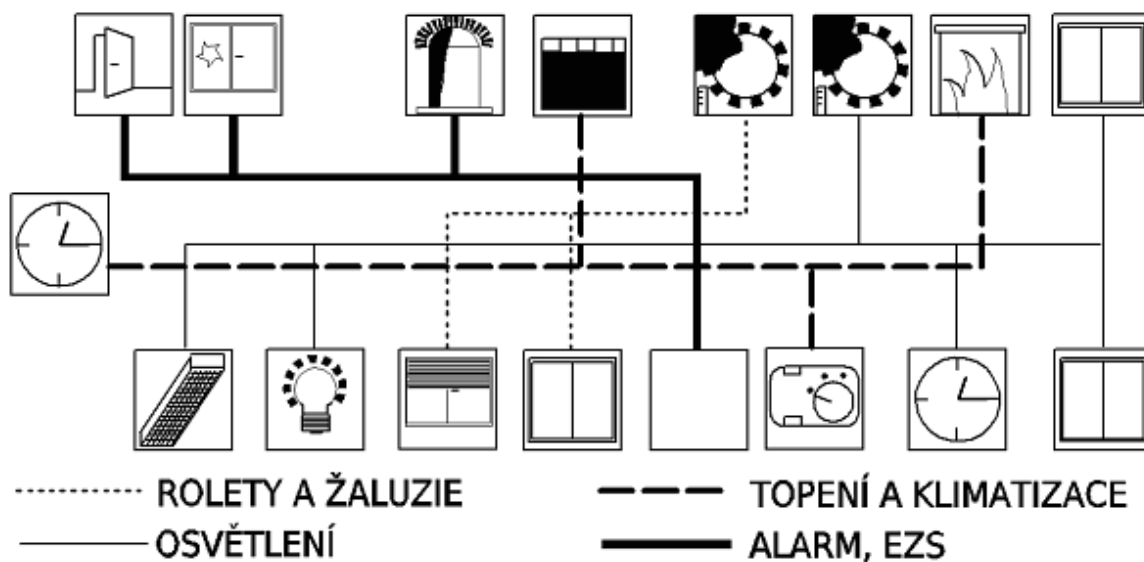 ROLETY A ŽALUZIE
TOPENÍ A KLIMATIZACE
OSVĚTLENÍ
ALARM, EZS